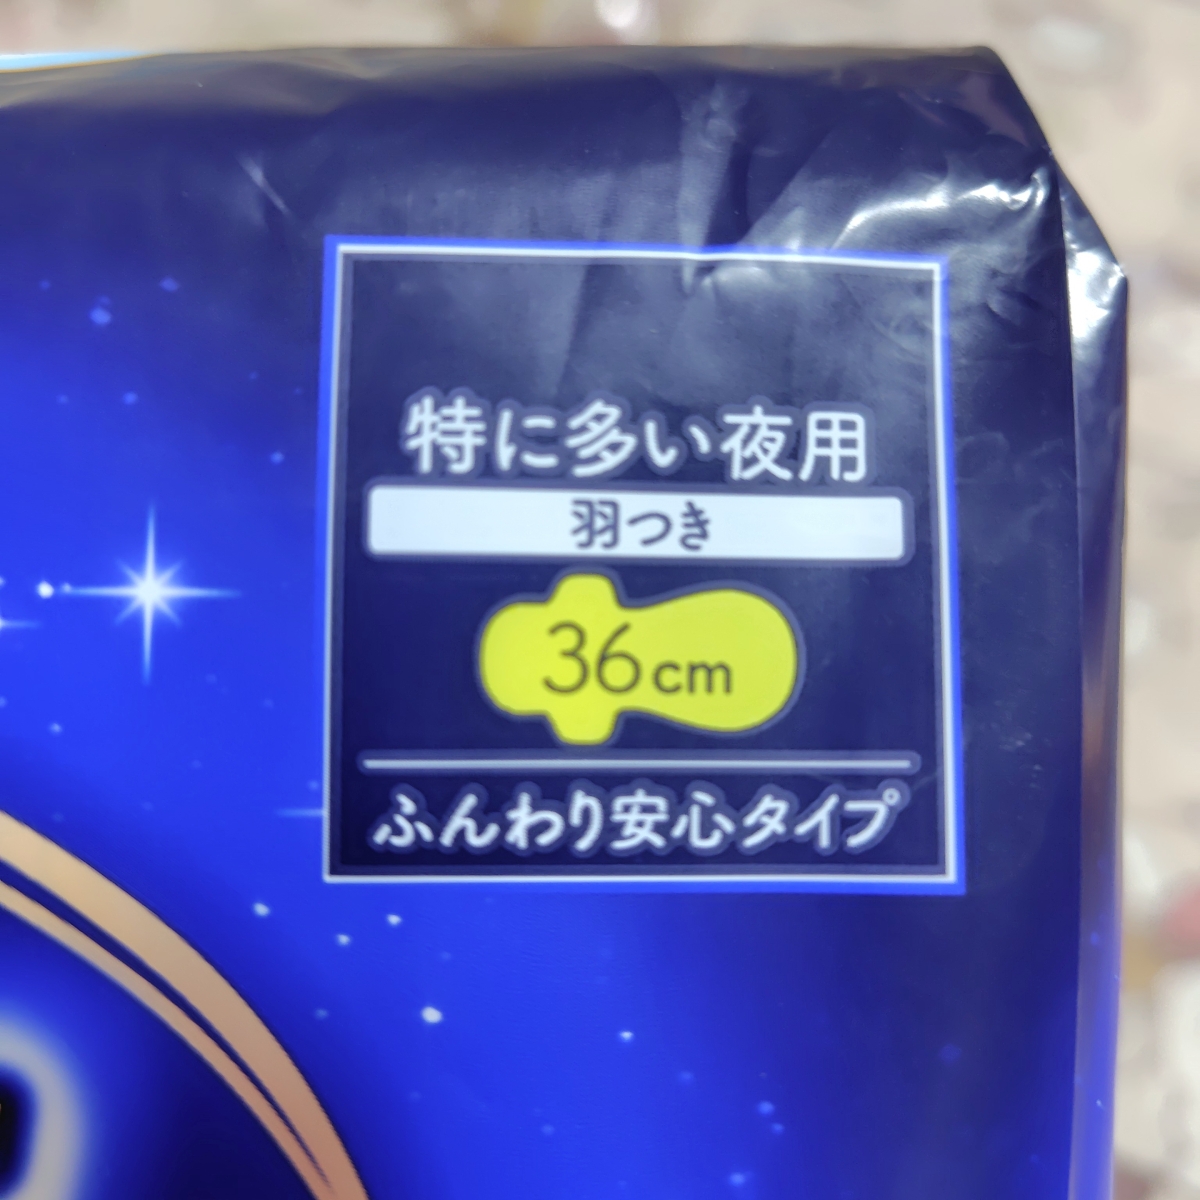 特に多い夜用
羽つき
36cm
ふんわり安心タイプ